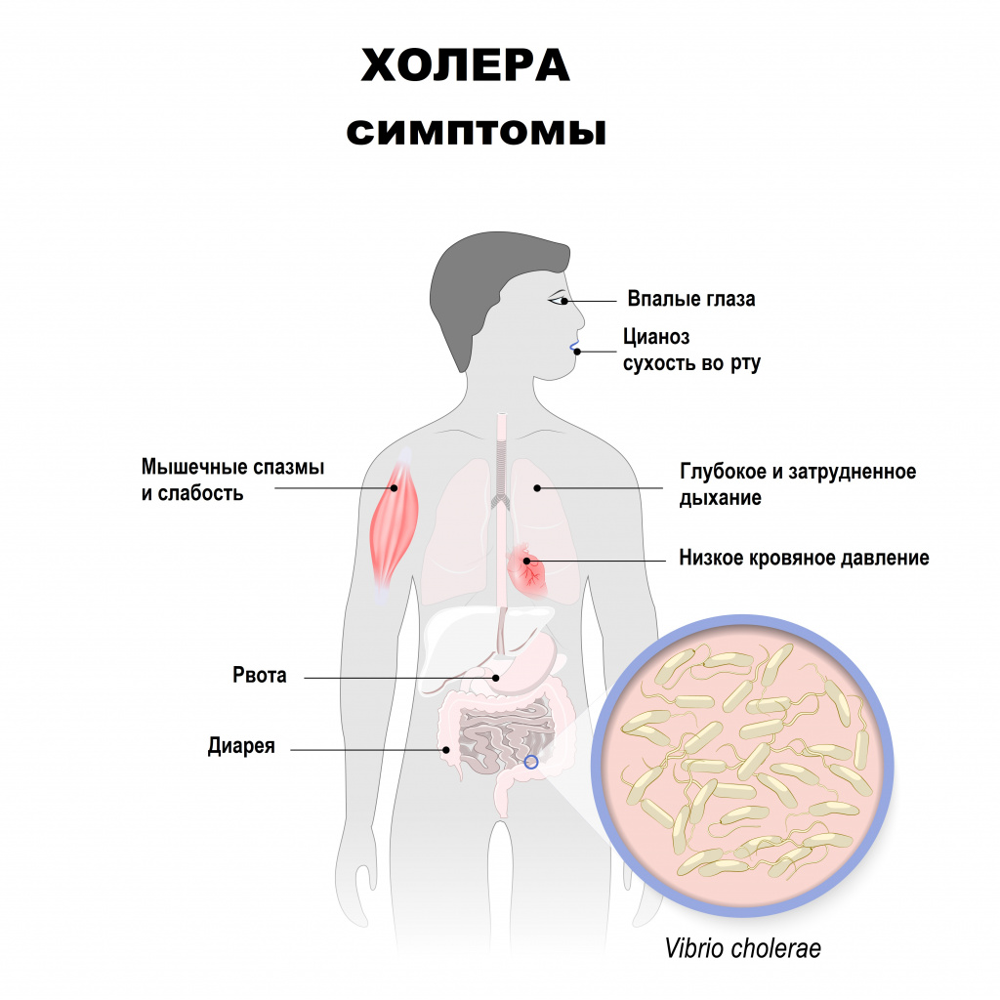 ХОЛЕРА
симптомы
Впалые глаза
Цианоз
сухость во рту
Мышечные спазмы
и слабость
Глубокое и затрудненное
дыхание
Низкое кровяное давление
Рвота
Диарея
Vibrio cholerae